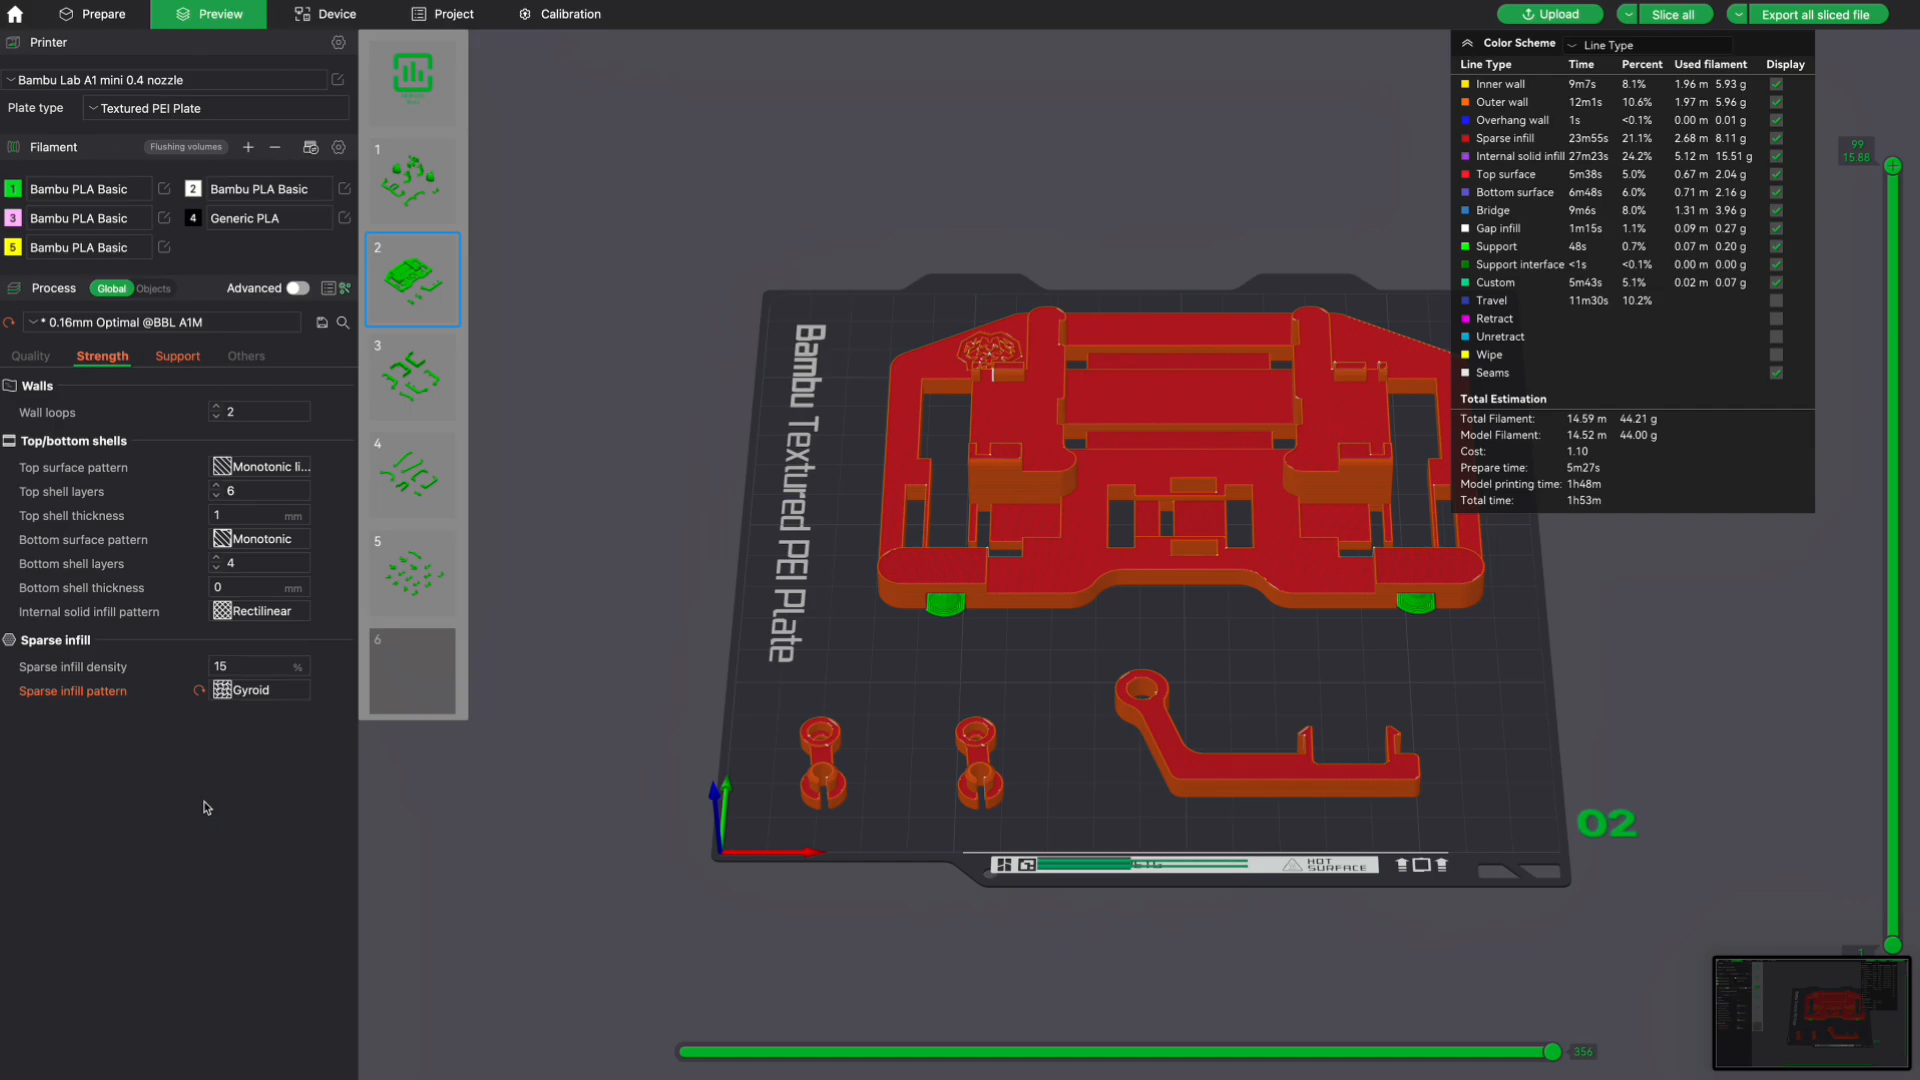 Prepare
Preview
Device
Project
Calibration
Upload
Slice all
Export all sliced file
Printer
Bambu Lab A1 mini 0.4 nozzle
Plate type
Textured PEI Plate
Filament
Flushing volumes
1 Bambu PLA Basic
2 Bambu PLA Basic
3 Bambu PLA Basic
4 Generic PLA
5 Bambu PLA Basic
Process
Global
Objects
Advanced
* 0.16mm Optimal @BBL A1M
Quality
Strength
Support
Others
Walls
Wall loops 2
Top/bottom shells
Top surface pattern Monotonic li...
Top shell layers 6
Top shell thickness 1 mm
Bottom surface pattern Monotonic
Bottom shell layers 4
Bottom shell thickness 0 mm
Internal solid infill pattern Rectilinear
Sparse infill
Sparse infill density 15 %
Sparse infill pattern Gyroid
1
2
3
4
5
6
Bambu Textured PEI Plate
HOT SURFACE
02
Color Scheme Line Type
Line Type Time Percent Used filament Display
Inner wall 9m7s 8.1% 1.96 m 5.93 g
Outer wall 12m1s 10.6% 1.97 m 5.96 g
Overhang wall 1s <0.1% 0.00 m 0.01 g
Sparse infill 23m55s 21.1% 2.68 m 8.11 g
Internal solid infill 27m23s 24.2% 5.12 m 15.51 g
Top surface 5m38s 5.0% 0.67 m 2.04 g
Bottom surface 6m48s 6.0% 0.71 m 2.16 g
Bridge 9m6s 8.0% 1.31 m 3.96 g
Gap infill 1m15s 1.1% 0.09 m 0.27 g
Support 48s 0.7% 0.07 m 0.20 g
Support interface <1s <0.1% 0.00 m 0.00 g
Custom 5m43s 5.1% 0.02 m 0.07 g
Travel 11m30s 10.2%
Retract
Unretract
Wipe
Seams
Total Estimation
Total Filament: 14.59 m 44.21 g
Model Filament: 14.52 m 44.00 g
Cost: 1.10
Prepare time: 5m27s
Model printing time: 1h48m
Total time: 1h53m
99
15.88
1
356